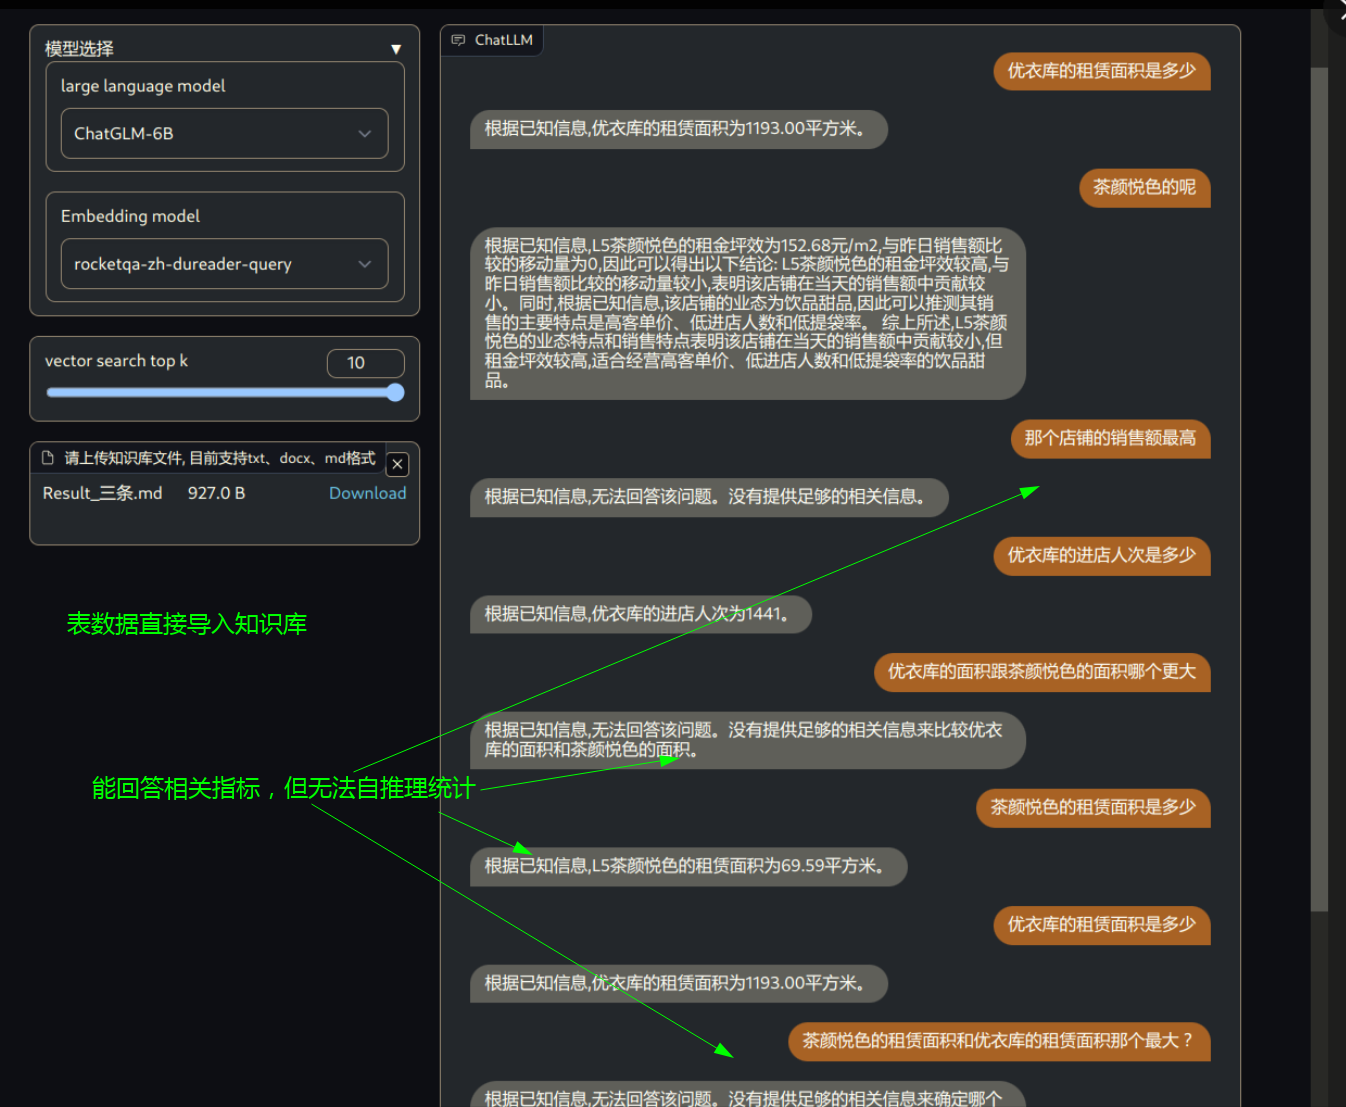 模型选择
▼
large language model
ChatGLM-6B
Embedding model
rocketqa-zh-dureader-query
vector search top k
10
请上传知识库文件, 目前支持txt、docx、md格式
Result_三条.md 927.0 B Download
表数据直接导入知识库
能回答相关指标，但无法自推理统计
ChatLLM
优衣库的租赁面积是多少
根据已知信息,优衣库的租赁面积为1193.00平方米。
茶颜悦色的呢
根据已知信息,L5茶颜悦色的租金坪效为152.68元/m2,与昨日销售额比
较的移动量为0,因此可以得出以下结论: L5茶颜悦色的租金坪效较高,与
昨日销售额比较的移动量较小,表明该店铺在当天的销售额中贡献较
小。同时,根据已知信息,该店铺的业态为饮品甜品,因此可以推测其销
售的主要特点是高客单价、低进店人数和低提袋率。 综上所述,L5茶颜
悦色的业态特点和销售特点表明该店铺在当天的销售额中贡献较小,但
租金坪效较高,适合经营高客单价、低进店人数和低提袋率的饮品甜
品。
那个店铺的销售额最高
根据已知信息,无法回答该问题。没有提供足够的相关信息。
优衣库的进店人次是多少
根据已知信息,优衣库的进店人次为1441。
优衣库的面积跟茶颜悦色的面积哪个更大
根据已知信息,无法回答该问题。没有提供足够的相关信息来比较优衣
库的面积和茶颜悦色的面积。
茶颜悦色的租赁面积是多少
根据已知信息,L5茶颜悦色的租赁面积为69.59平方米。
优衣库的租赁面积是多少
根据已知信息,优衣库的租赁面积为1193.00平方米。
茶颜悦色的租赁面积和优衣库的租赁面积那个最大？
根据已知信息,无法回答该问题。没有提供足够的相关信息来确定哪个